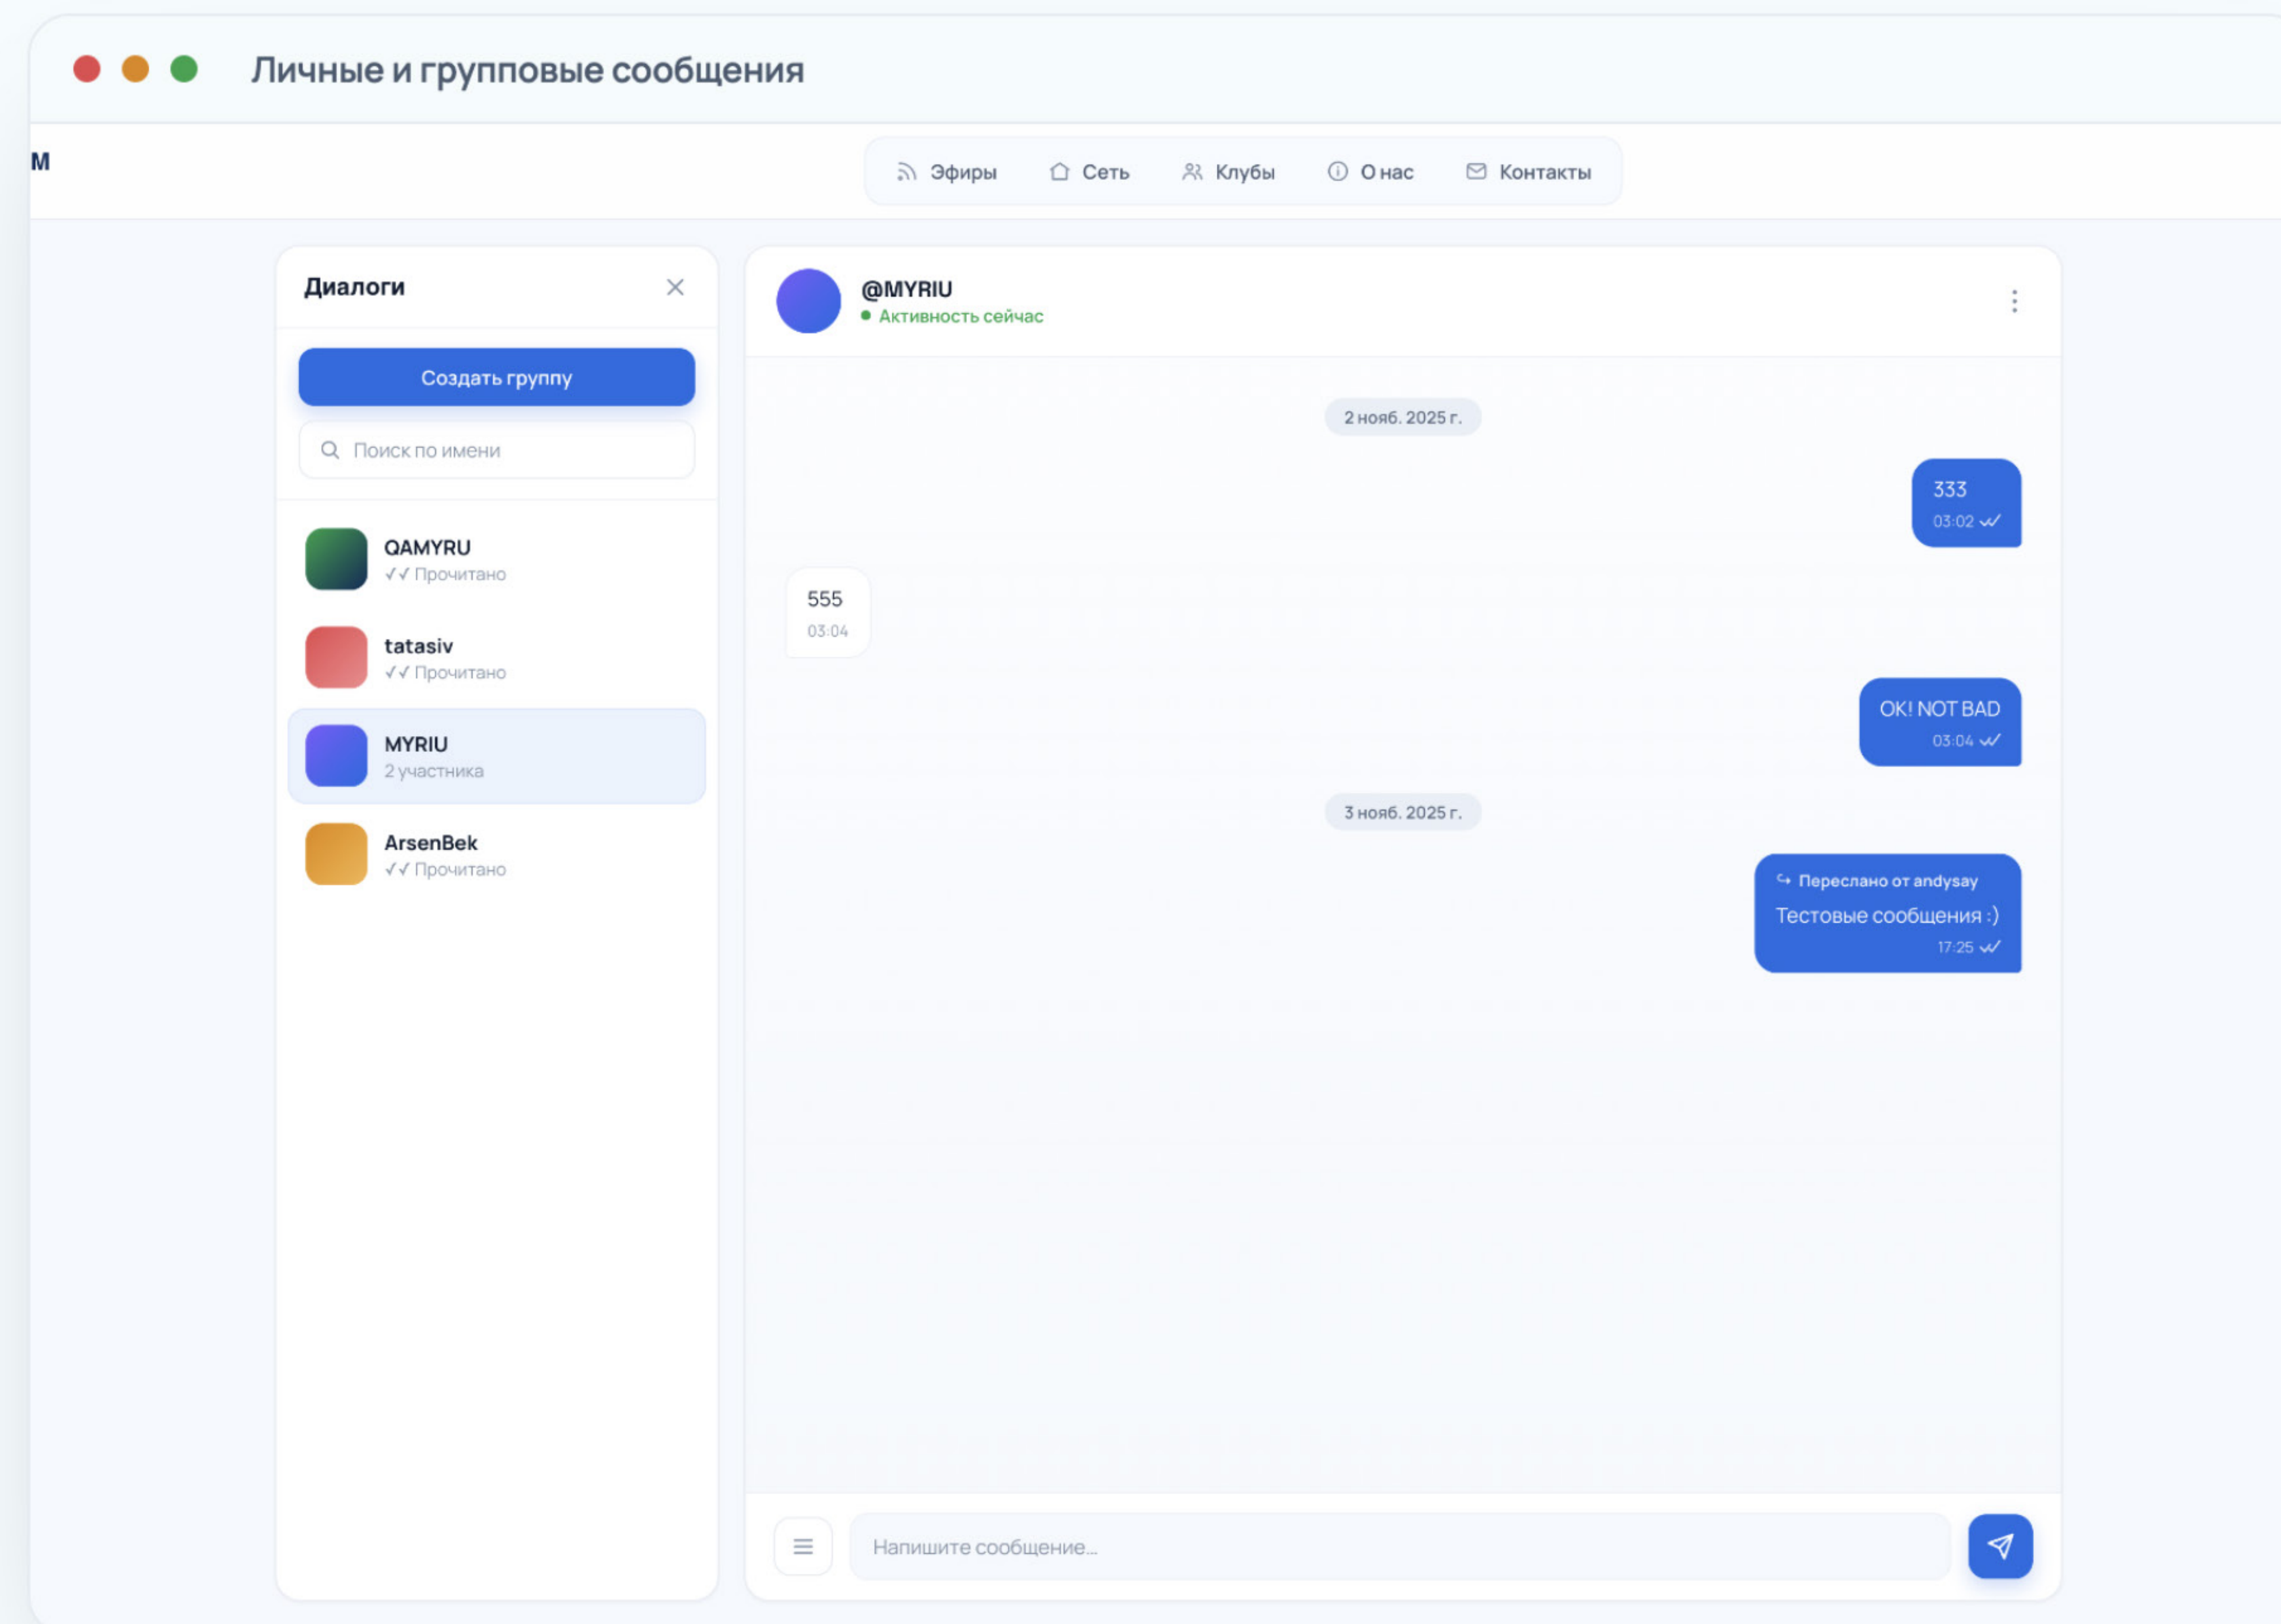 Личные и групповые сообщения
М
Эфиры
Сеть
Клубы
О нас
Контакты
Диалоги
Создать группу
Поиск по имени
QAMYRU
✓✓ Прочитано
tatasiv
✓✓ Прочитано
MYRIU
2 участника
ArsenBek
✓✓ Прочитано
@MYRIU
Активность сейчас
2 нояб. 2025 г.
333
03:02
555
03:04
OK! NOT BAD
03:04
3 нояб. 2025 г.
Переслано от andysay
Тестовые сообщения :)
17:25
Напишите сообщение...